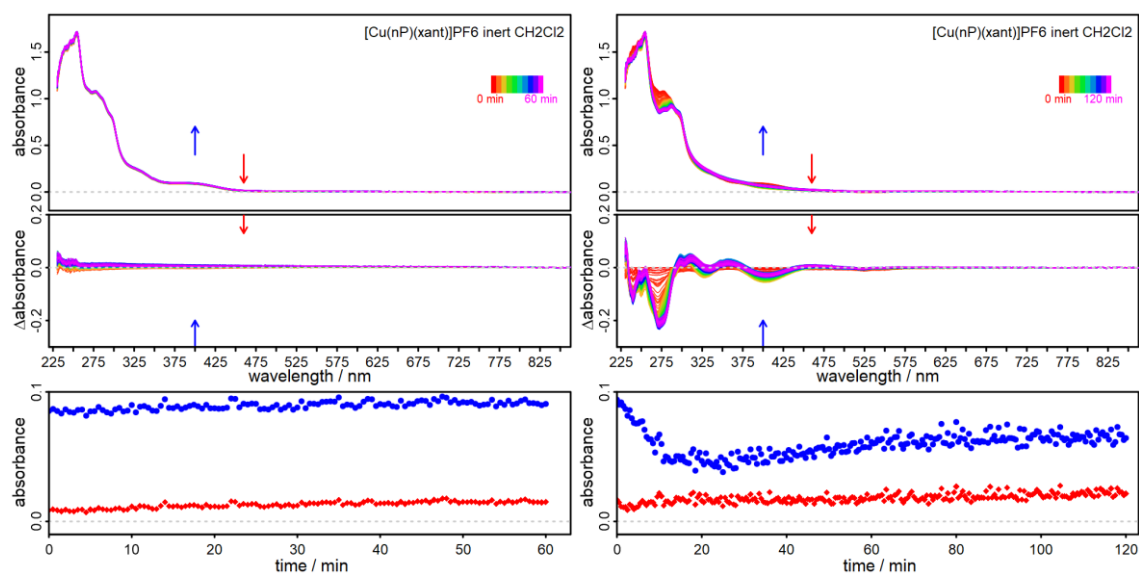 [Cu(nP)(xant)]PF6 inert CH2Cl2
0 min 60 min
absorbance
0.0 0.5 1.0 1.5
Δabsorbance
-0.2 0.0 0.2
225 275 325 375 425 475 525 575 625 675 725 775 825
wavelength / nm
absorbance
0.0 0.1
0 10 20 30 40 50 60
time / min
[Cu(nP)(xant)]PF6 inert CH2Cl2
0 min 120 min
absorbance
0.0 0.5 1.0 1.5
Δabsorbance
-0.2 0.0 0.2
225 275 325 375 425 475 525 575 625 675 725 775 825
wavelength / nm
absorbance
0.0 0.1
0 20 40 60 80 100 120
time / min